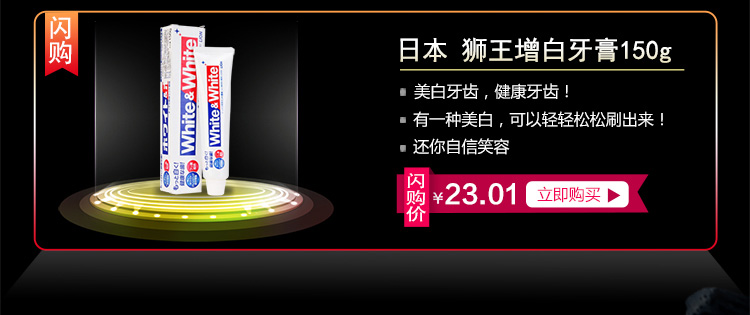 闪购
日本 狮王增白牙膏150g
美白牙齿，健康牙齿！
有一种美白，可以轻轻松松刷出来！
还你自信笑容
闪购价
¥23.01 立即购买
White & White
White & White